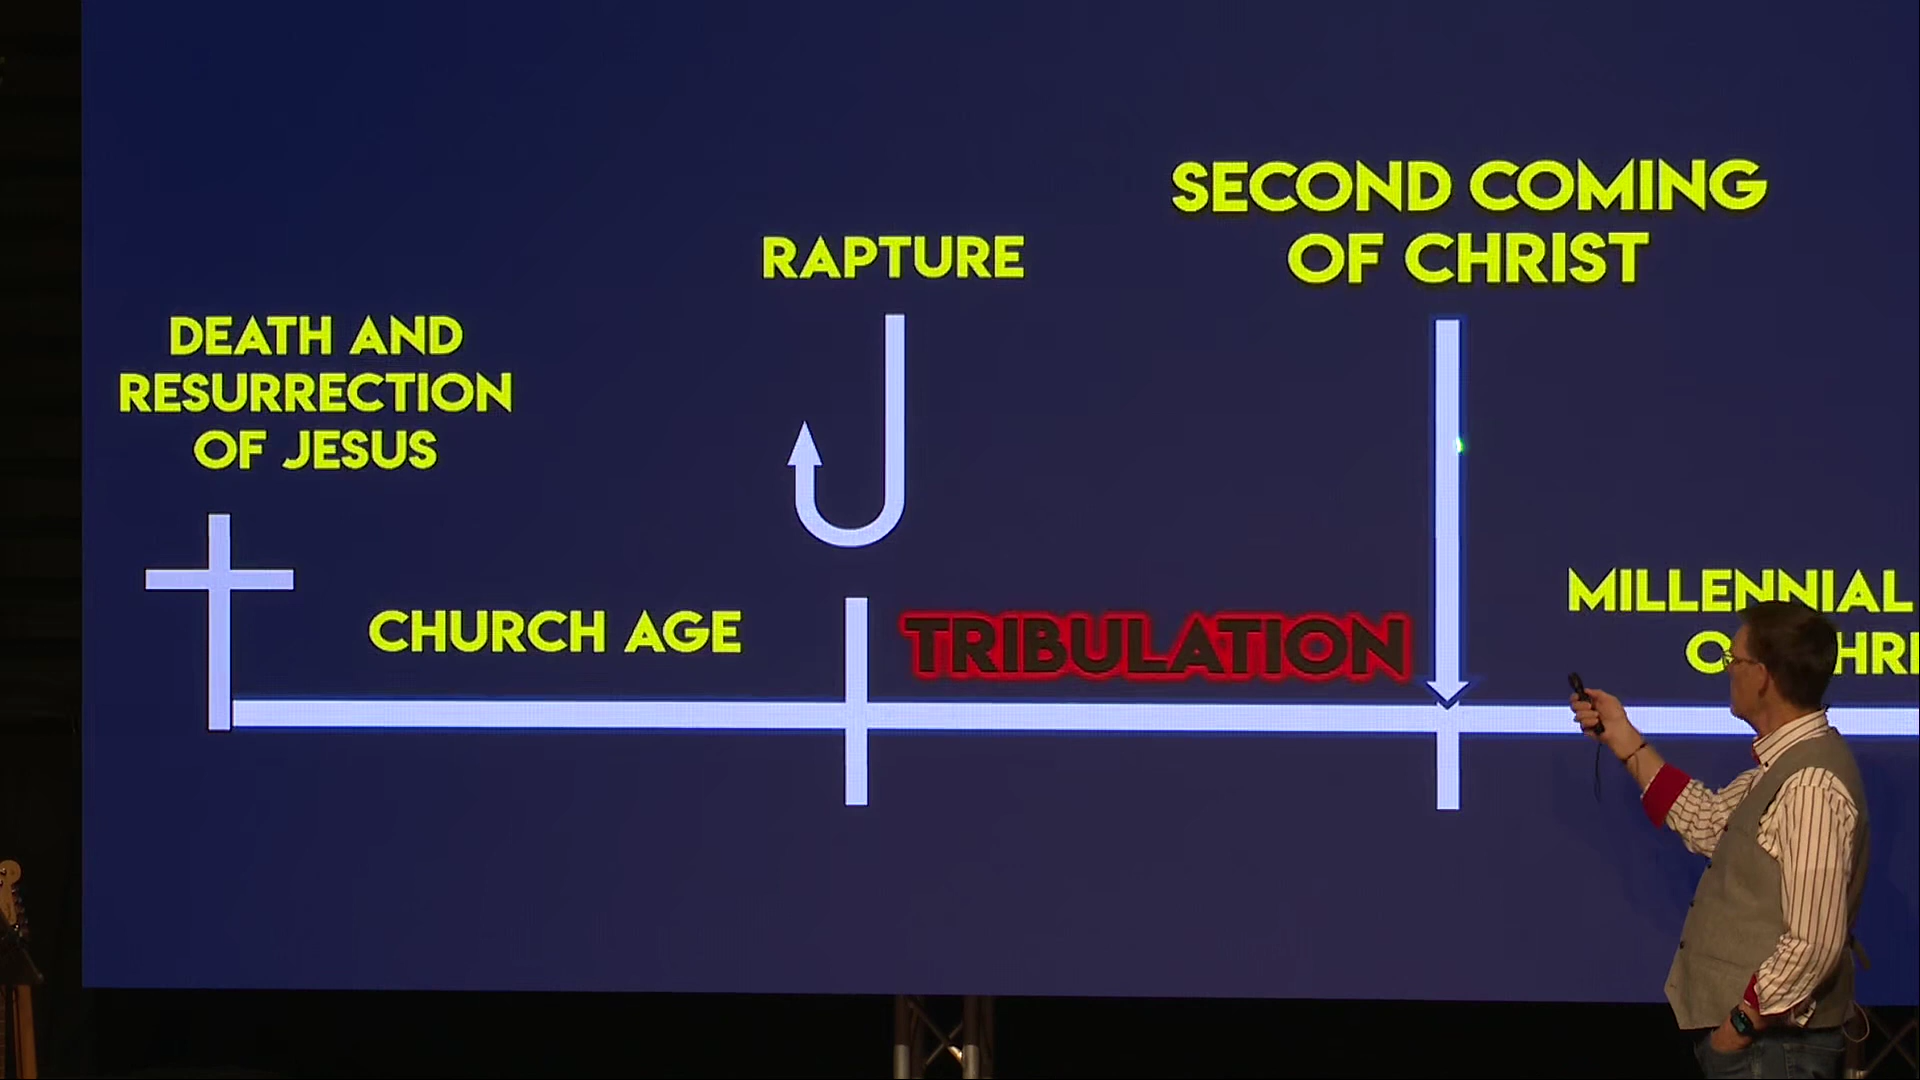 DEATH AND
RESURRECTION
OF JESUS
CHURCH AGE
RAPTURE
TRIBULATION
SECOND COMING
OF CHRIST
MILLENNIAL